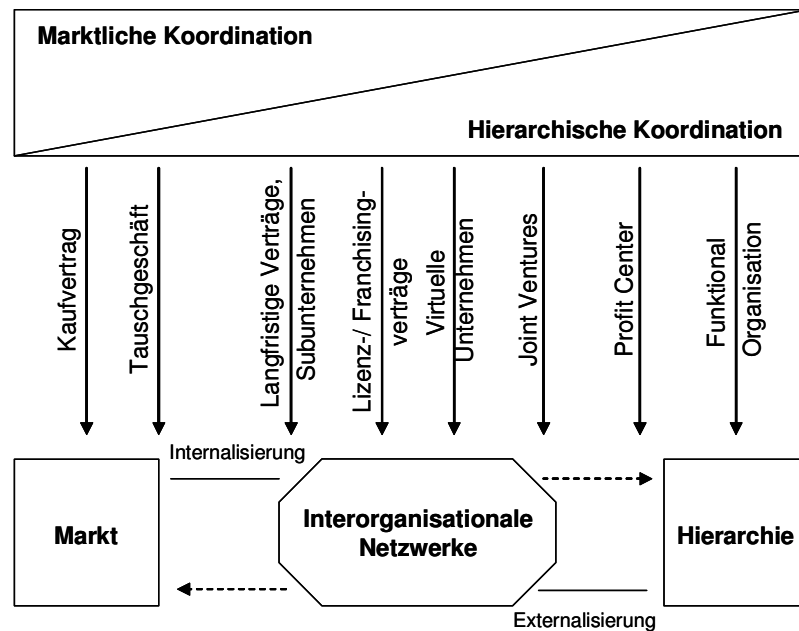 Marktliche Koordination
Hierarchische Koordination
Kaufvertrag
Tauschgeschäft
Langfristige Verträge,
Subunternehmen
Lizenz-/ Franchising-
verträge
Virtuelle
Unternehmen
Joint Ventures
Profit Center
Funktional
Organisation
Internalisierung
Markt
Interorganisationale
Netzwerke
Hierarchie
Externalisierung